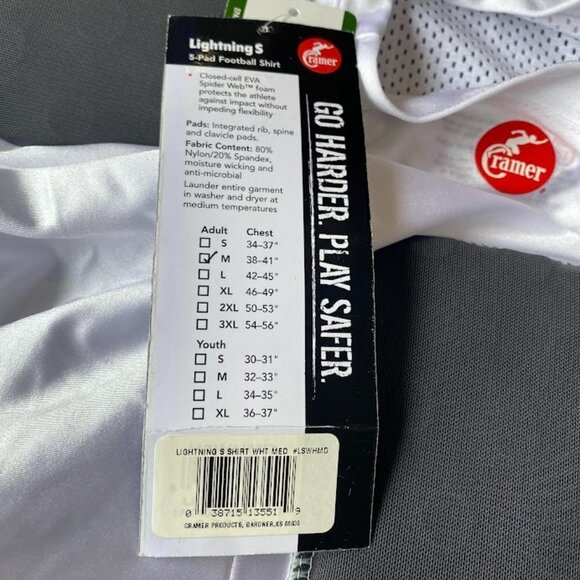 Lightning S
5-Pad Football Shirt
Cramer
• Closed-cell EVA
Spider Web™ foam
protects the athlete
against impact without
impeding flexibility
Pads: Integrated rib, spine
and clavicle pads.
Fabric Content: 80%
Nylon/20% Spandex,
moisture wicking and
anti-microbial
Launder entire garment
in washer and dryer at
medium temperatures
Adult Chest
S 34-37"
M 38-41"
L 42-45"
XL 46-49"
2XL 50-53"
3XL 54-56"
Youth
S 30-31"
M 32-33"
L 34-35"
XL 36-37"
GO HARDER. PLAY SAFER.
LIGHTNING S SHIRT WHT MED #LSWHMD
0 38715 13551 9
CRAMER PRODUCTS, GARDNER, KS 66030
Cramer